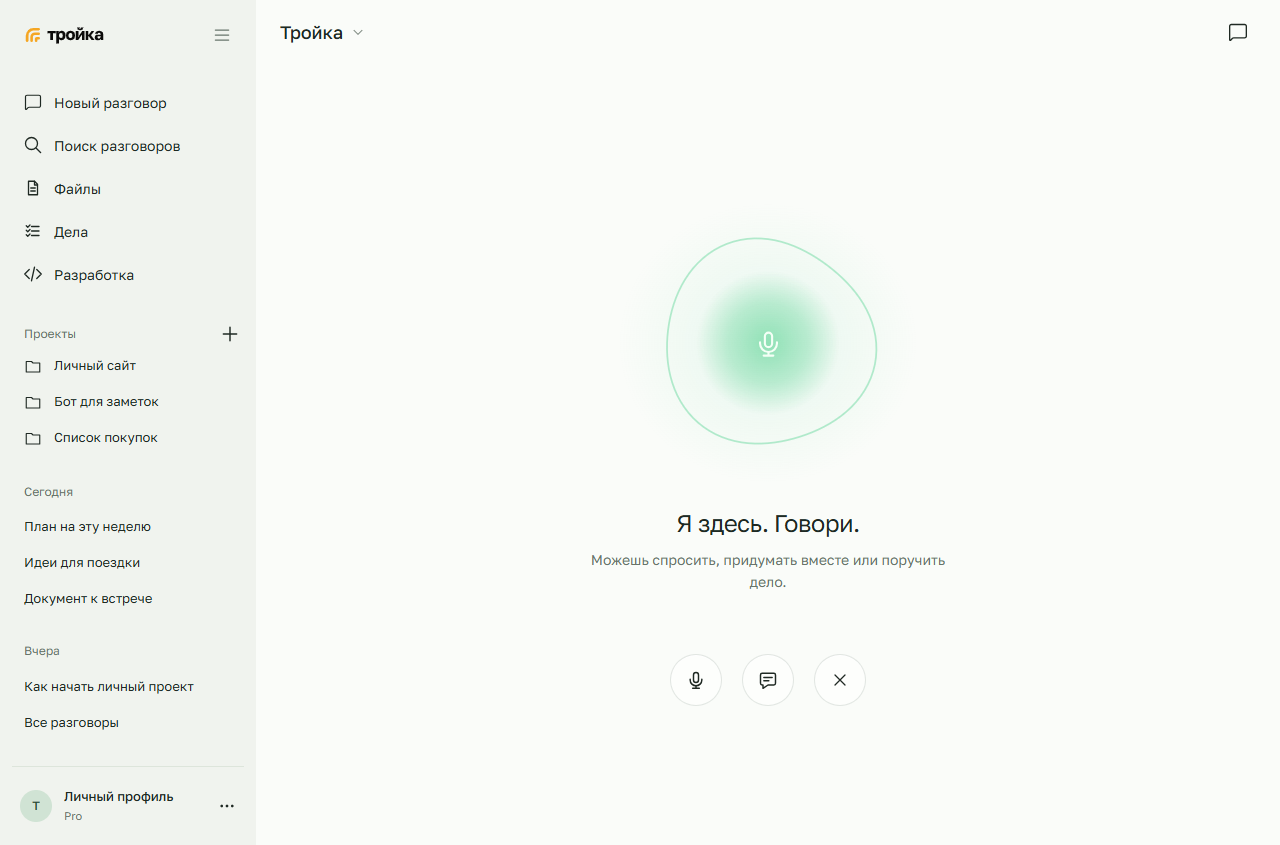 тройка
Новый разговор
Поиск разговоров
Файлы
Дела
Разработка
Проекты
Личный сайт
Бот для заметок
Список покупок
Сегодня
План на эту неделю
Идеи для поездки
Документ к встрече
Вчера
Как начать личный проект
Все разговоры
Т
Личный профиль
Pro
Тройка
Я здесь. Говори.
Можешь спросить, придумать вместе или поручить
дело.